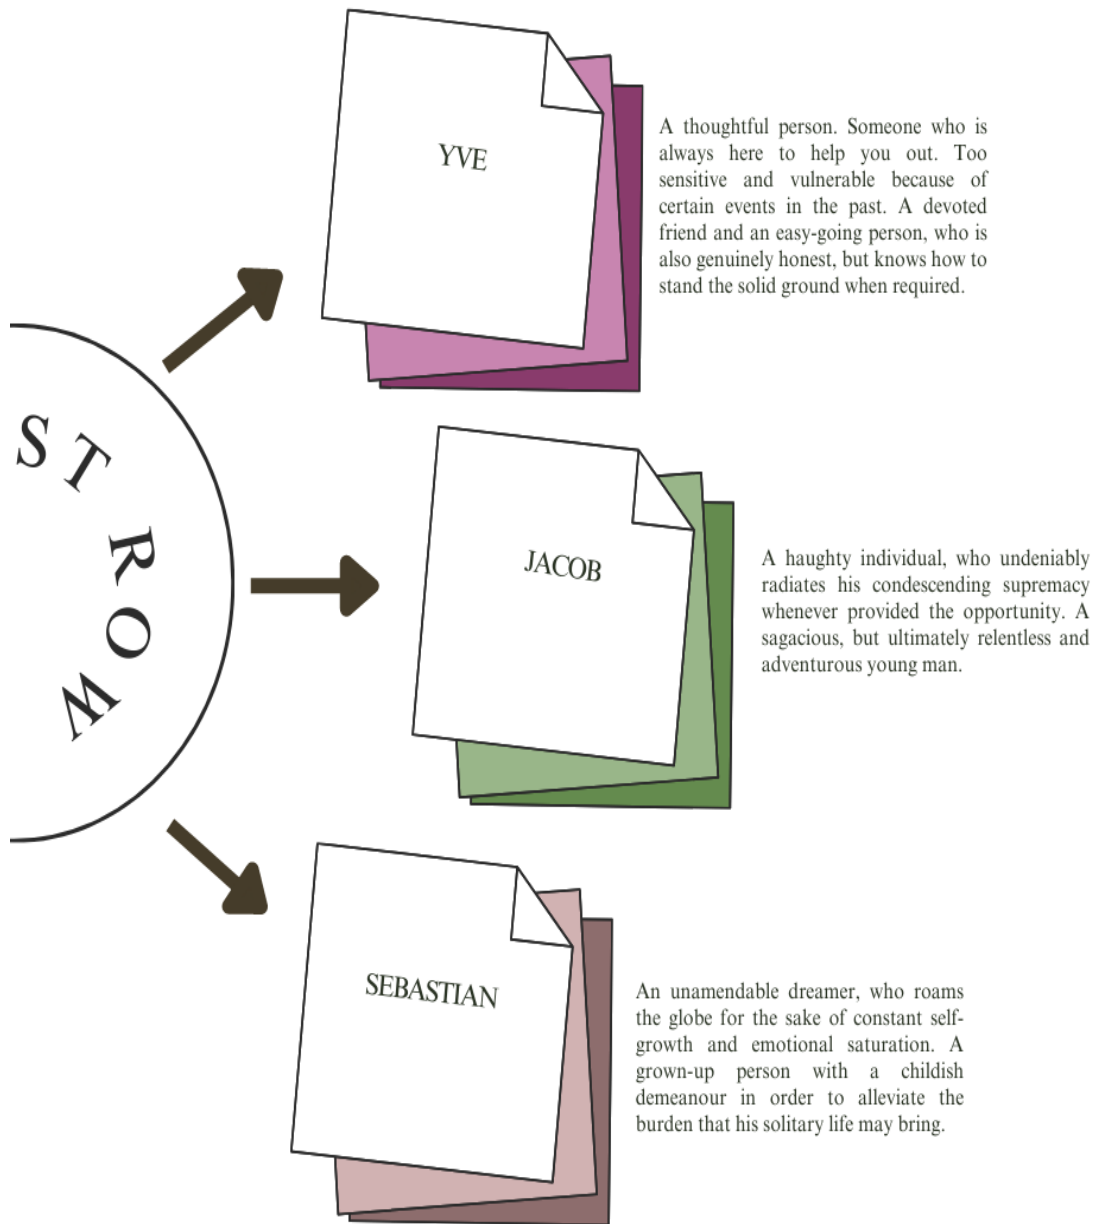 YVE
A thoughtful person. Someone who is
always here to help you out. Too
sensitive and vulnerable because of
certain events in the past. A devoted
friend and an easy-going person, who is
also genuinely honest, but knows how to
stand the solid ground when required.
ST ROW
JACOB
A haughty individual, who undeniably
radiates his condescending supremacy
whenever provided the opportunity. A
sagacious, but ultimately relentless and
adventurous young man.
SEBASTIAN
An unamendable dreamer, who roams
the globe for the sake of constant self-
growth and emotional saturation. A
grown-up person with a childish
demeanour in order to alleviate the
burden that his solitary life may bring.